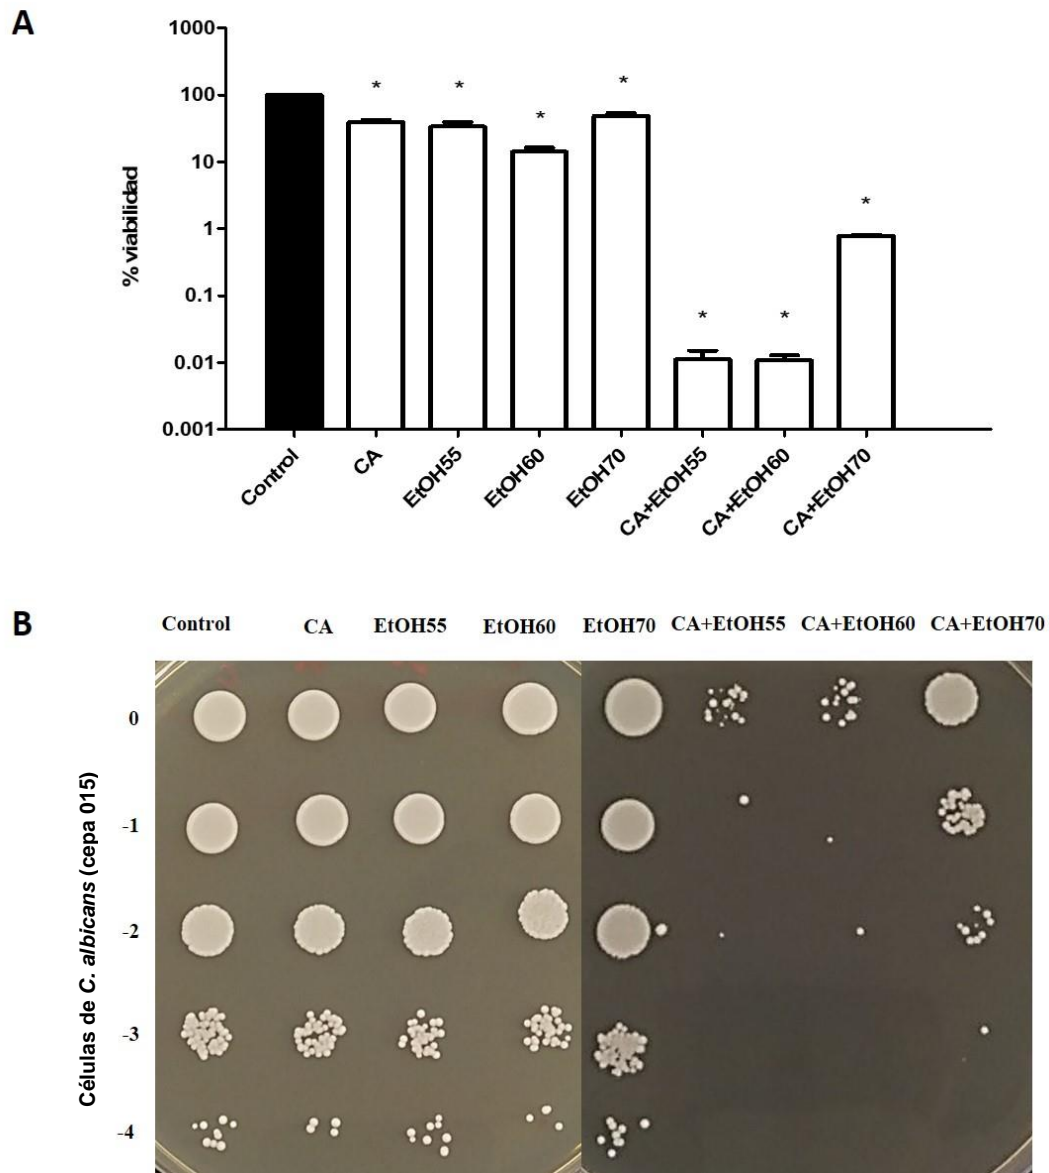 A
1000
100
10
1
0.1
0.01
0.001
% viabilidad
* * * * * * *
Control CA EtOH55 EtOH60 EtOH70 CA+EtOH55 CA+EtOH60 CA+EtOH70
B
Control CA EtOH55 EtOH60 EtOH70 CA+EtOH55 CA+EtOH60 CA+EtOH70
Células de C. albicans (cepa 015)
0
-1
-2
-3
-4